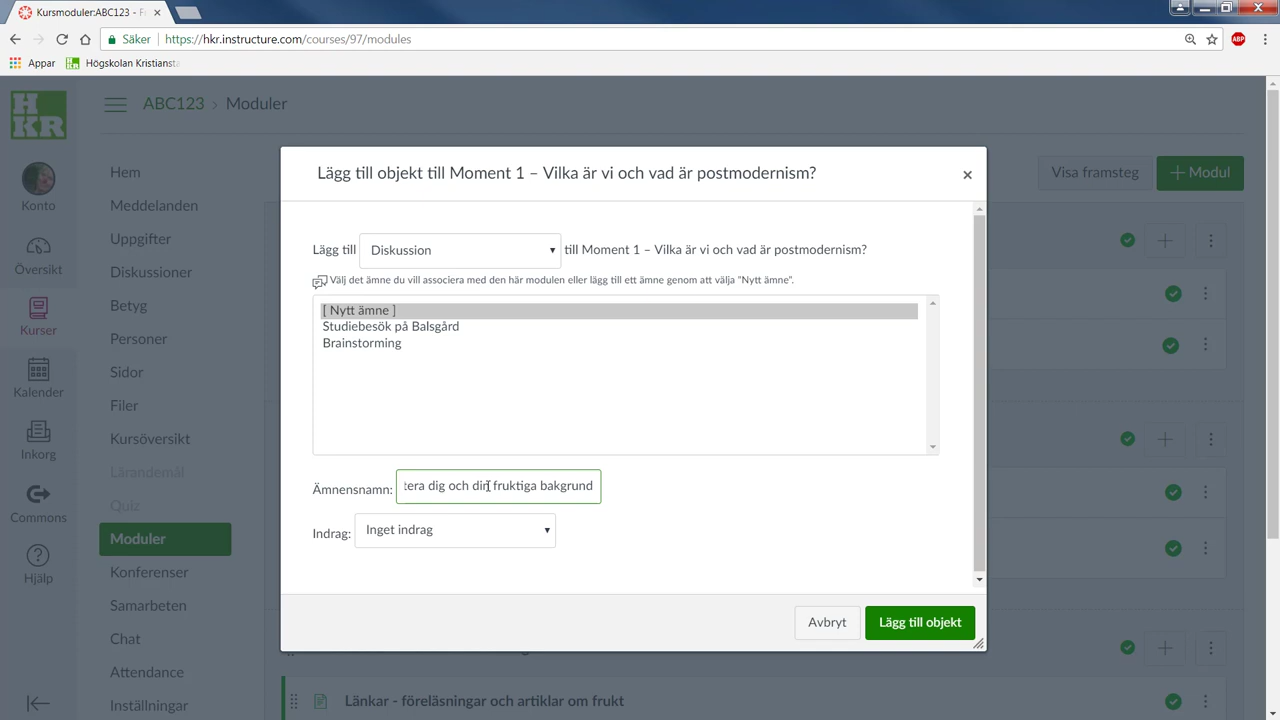 Kursmoduler:ABC123 - F
Säker
https://hkr.instructure.com/courses/97/modules
Appar
Högskolan Kristiansta
HKR
ABC123 › Moduler
Visa framsteg
Modul
Konto
Översikt
Kurser
Kalender
Inkorg
Commons
Hjälp
Hem
Meddelanden
Uppgifter
Diskussioner
Betyg
Personer
Sidor
Filer
Kursöversikt
Lärandemål
Quiz
Moduler
Konferenser
Samarbeten
Chat
Attendance
Inställningar
Lägg till objekt till Moment 1 – Vilka är vi och vad är postmodernism?
Lägg till Diskussion till Moment 1 – Vilka är vi och vad är postmodernism?
Välj det ämne du vill associera med den här modulen eller lägg till ett ämne genom att välja "Nytt ämne".
[ Nytt ämne ]
Studiebesök på Balsgård
Brainstorming
Ämnensnamn: tera dig och din fruktiga bakgrund
Indrag: Inget indrag
Avbryt
Lägg till objekt
Länkar - föreläsningar och artiklar om frukt
ABP